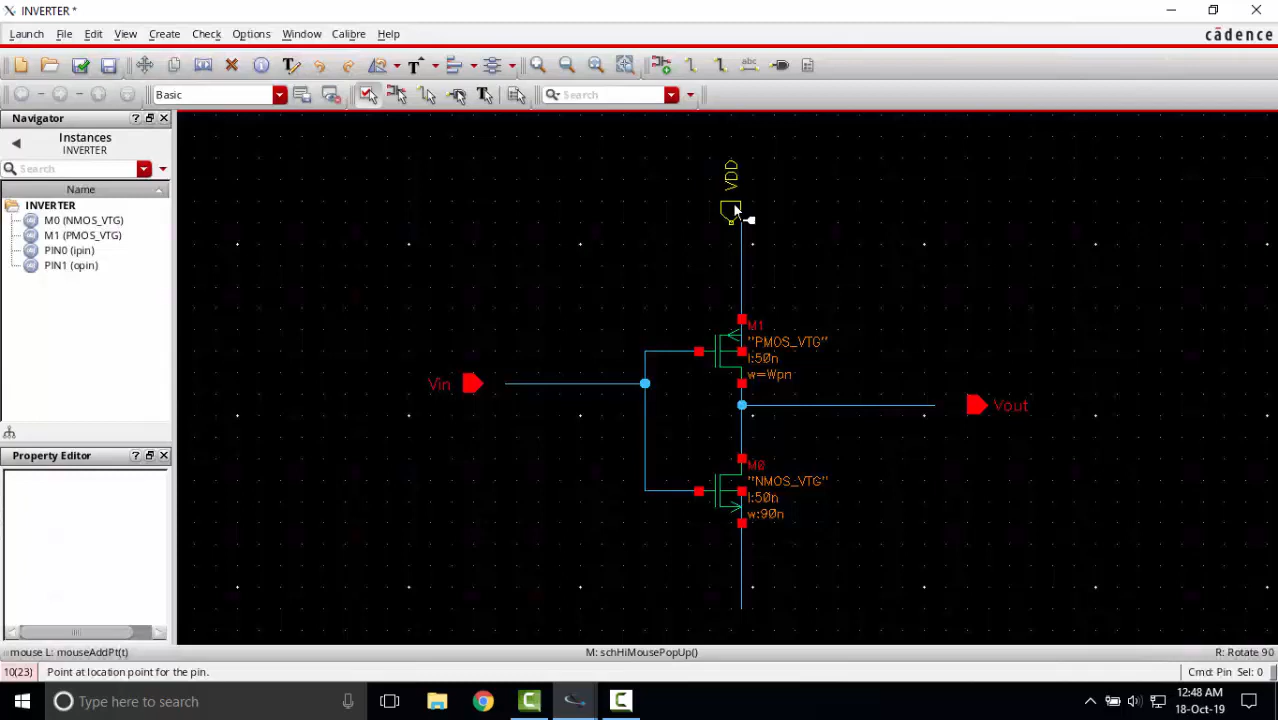 INVERTER *
Launch File Edit View Create Check Options Window Calibre Help
cādence
Basic
Search
Navigator
Instances
INVERTER
Search
Name
INVERTER
M0 (NMOS_VTG)
M1 (PMOS_VTG)
PIN0 (ipin)
PIN1 (opin)
Property Editor
VDD
M1
"PMOS_VTG"
l:50n
w=Wpn
Vin
Vout
M0
"NMOS_VTG"
l:50n
w:90n
mouse L: mouseAddPt(t) M: schHiMousePopUp() R: Rotate 90
10(23) Point at location point for the pin. Cmd: Pin Sel: 0
Type here to search
12:48 AM
18-Oct-19